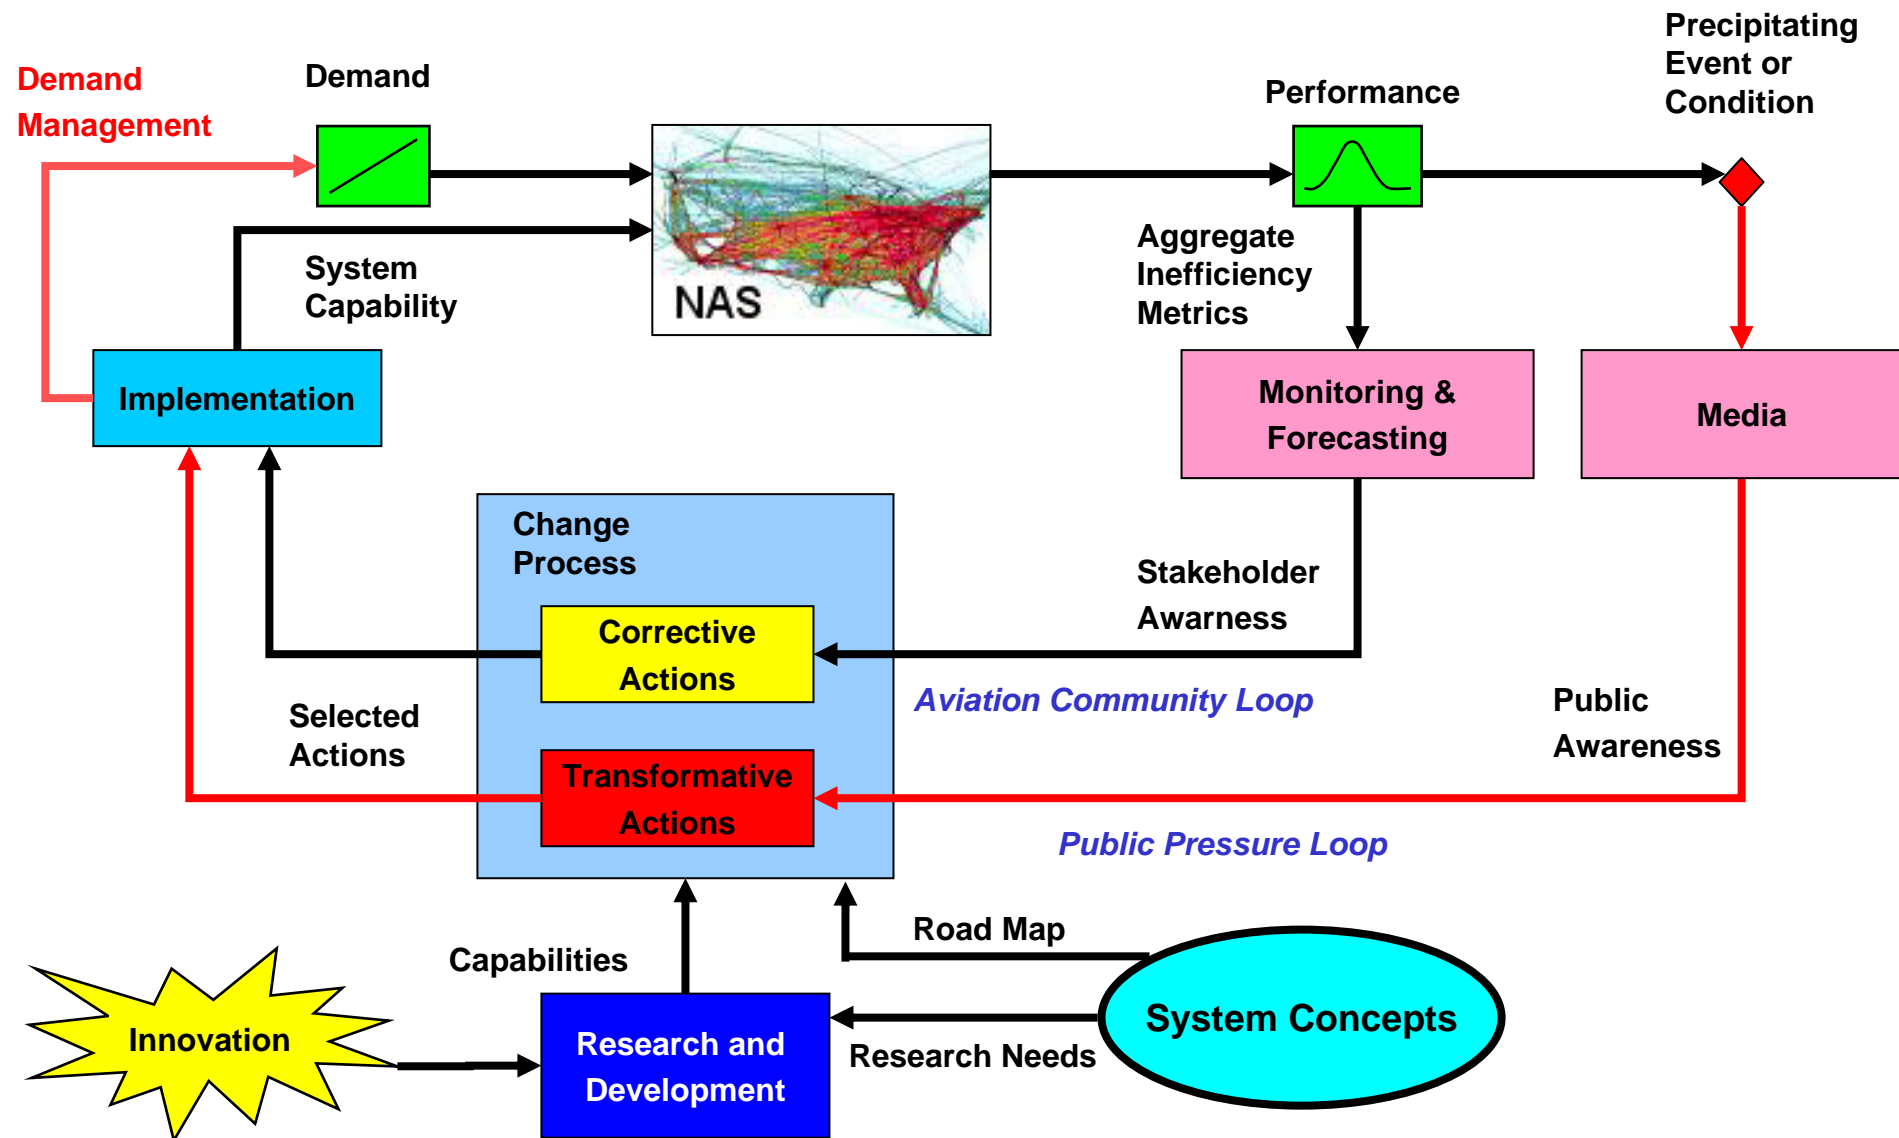 Precipitating
Event or
Condition
Demand
Management
Demand
Performance
NAS
System
Capability
Aggregate
Inefficiency
Metrics
Implementation
Monitoring &
Forecasting
Media
Change
Process
Stakeholder
Awarness
Corrective
Actions
Aviation Community Loop
Selected
Actions
Public
Awareness
Transformative
Actions
Public Pressure Loop
Capabilities
Road Map
Innovation
Research and
Development
Research Needs
System Concepts